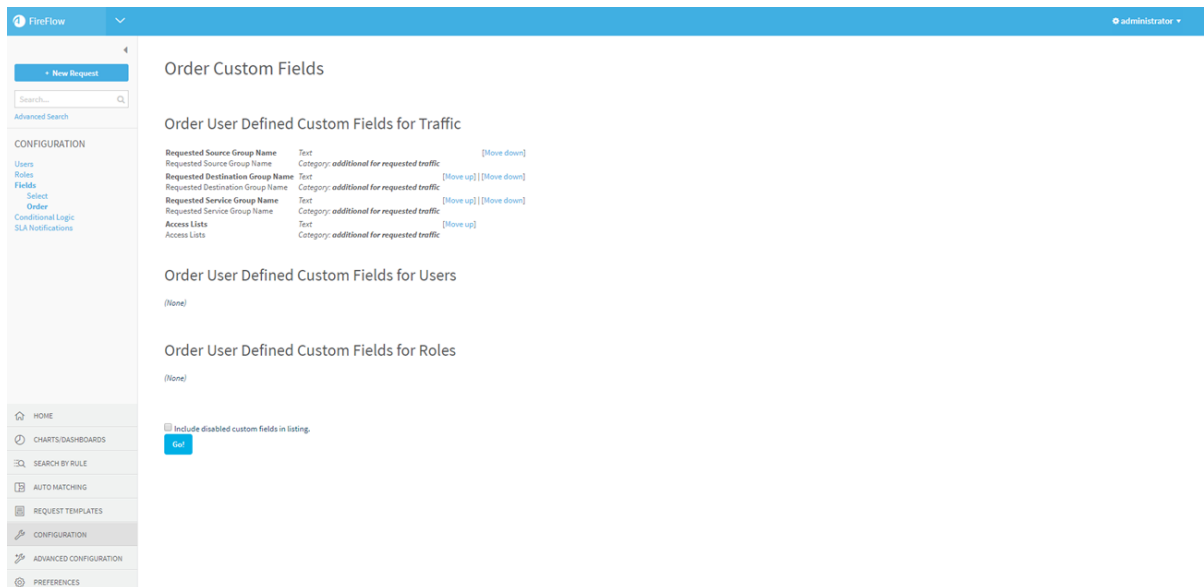 FireFlow
administrator
+ New Request
Search...
Advanced Search
CONFIGURATION
Users
Roles
Fields
Select
Order
Conditional Logic
SLA Notifications
HOME
CHARTS/DASHBOARDS
SEARCH BY RULE
AUTO MATCHING
REQUEST TEMPLATES
CONFIGURATION
ADVANCED CONFIGURATION
PREFERENCES
Order Custom Fields
Order User Defined Custom Fields for Traffic
Requested Source Group Name Text [Move down]
Requested Source Group Name Category: additional for requested traffic
Requested Destination Group Name Text [Move up] | [Move down]
Requested Destination Group Name Category: additional for requested traffic
Requested Service Group Name Text [Move up] | [Move down]
Requested Service Group Name Category: additional for requested traffic
Access Lists Text [Move up]
Access Lists Category: additional for requested traffic
Order User Defined Custom Fields for Users
(None)
Order User Defined Custom Fields for Roles
(None)
Include disabled custom fields in listing.
Go!